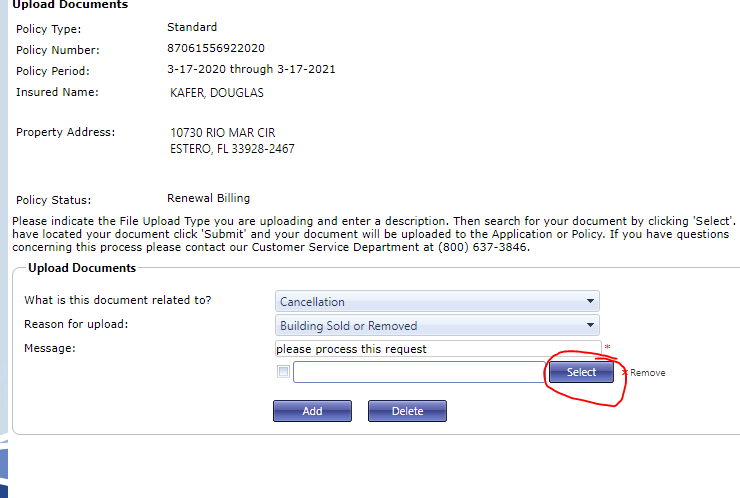 Upload Documents
Policy Type: Standard
Policy Number: 87061556922020
Policy Period: 3-17-2020 through 3-17-2021
Insured Name: KAFER, DOUGLAS
Property Address: 10730 RIO MAR CIR
ESTERO, FL 33928-2467
Policy Status: Renewal Billing
Please indicate the File Upload Type you are uploading and enter a description. Then search for your document by clicking 'Select'.
have located your document click 'Submit' and your document will be uploaded to the Application or Policy. If you have questions
concerning this process please contact our Customer Service Department at (800) 637-3846.
Upload Documents
What is this document related to? Cancellation
Reason for upload: Building Sold or Removed
Message: please process this request *
Select × Remove
Add Delete